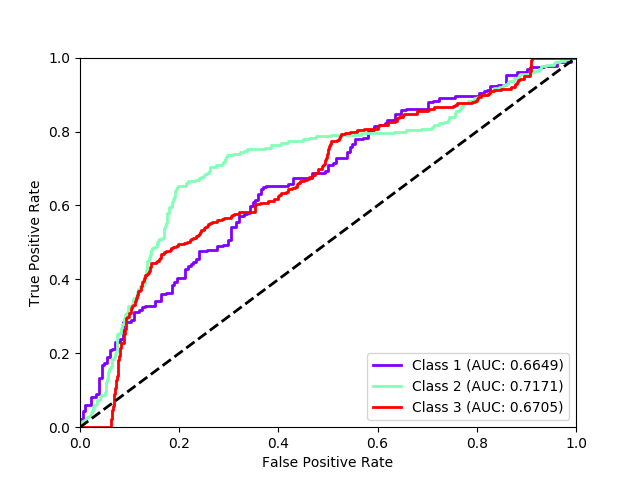 1.0
0.8
0.6
0.4
0.2
0.0
True Positive Rate
0.0 0.2 0.4 0.6 0.8 1.0
False Positive Rate
Class 1 (AUC: 0.6649)
Class 2 (AUC: 0.7171)
Class 3 (AUC: 0.6705)